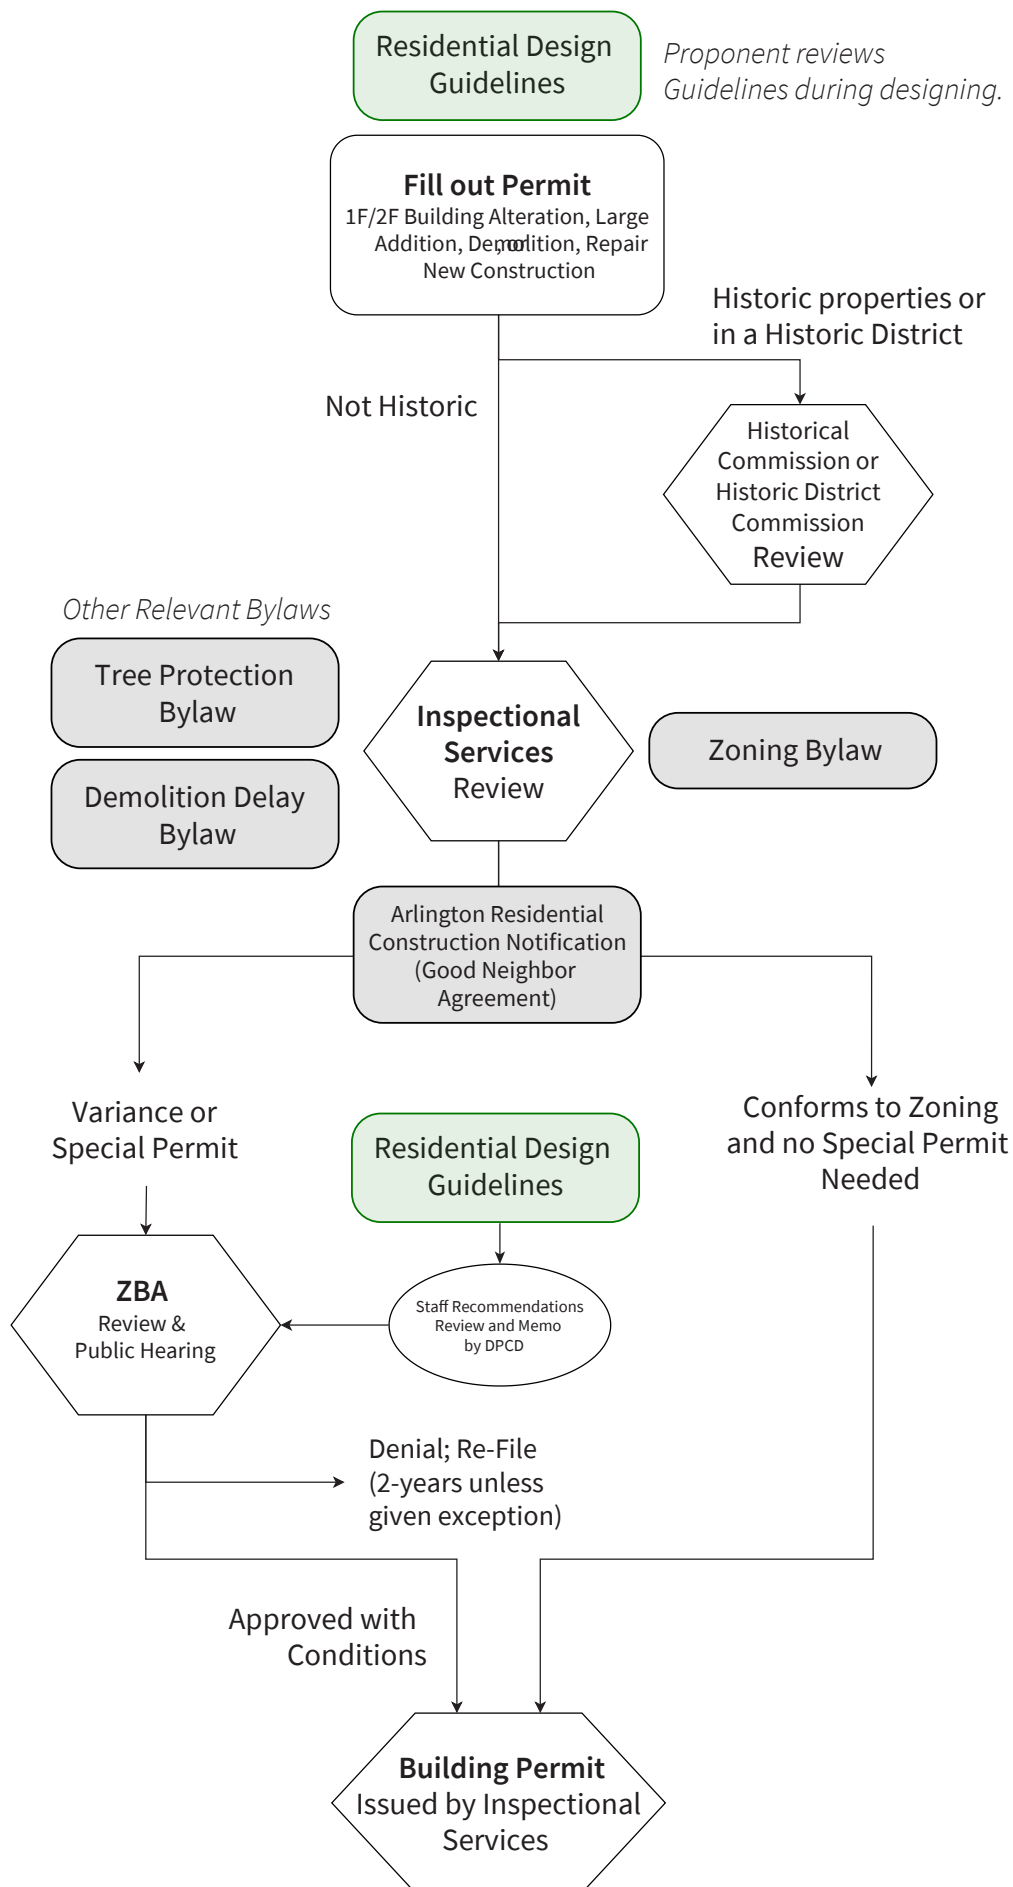 Residential Design
Guidelines
Proponent reviews
Guidelines during designing.
Fill out Permit
1F/2F Building Alteration, Large
Addition, Demolition, Repair
, or
New Construction
Historic properties or
in a Historic District
Not Historic
Historical
Commission or
Historic District
Commission
Review
Other Relevant Bylaws
Tree Protection
Bylaw
Demolition Delay
Bylaw
Inspectional
Services
Review
Zoning Bylaw
Arlington Residential
Construction Notification
(Good Neighbor
Agreement)
Variance or
Special Permit
Residential Design
Guidelines
Conforms to Zoning
and no Special Permit
Needed
ZBA
Review &
Public Hearing
Staff Recommendations
Review and Memo
by DPCD
Denial; Re-File
(2-years unless
given exception)
Approved with
Conditions
Building Permit
Issued by Inspectional
Services